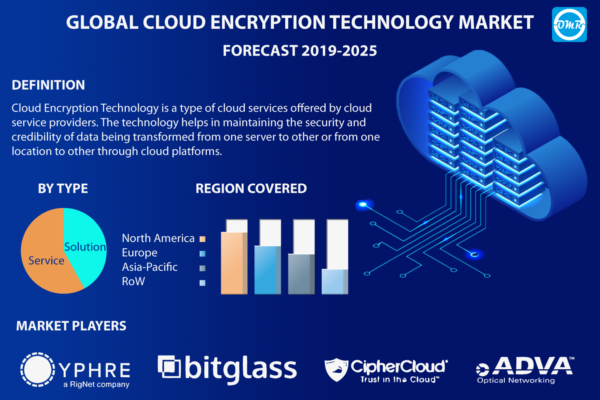 GLOBAL CLOUD ENCRYPTION TECHNOLOGY MARKET
OMR
FORECAST 2019-2025
DEFINITION
Cloud Encryption Technology is a type of cloud services offered by cloud
service providers. The technology helps in maintaining the security and
credibility of data being transformed from one server to other or from one
location to other through cloud platforms.
BY TYPE
REGION COVERED
Solution
Service
North America
Europe
Asia-Pacific
RoW
MARKET PLAYERS
CYPHRE
a RigNet company
bitglass
CipherCloud®
Trust in the Cloud™
ADVA™
Optical Networking